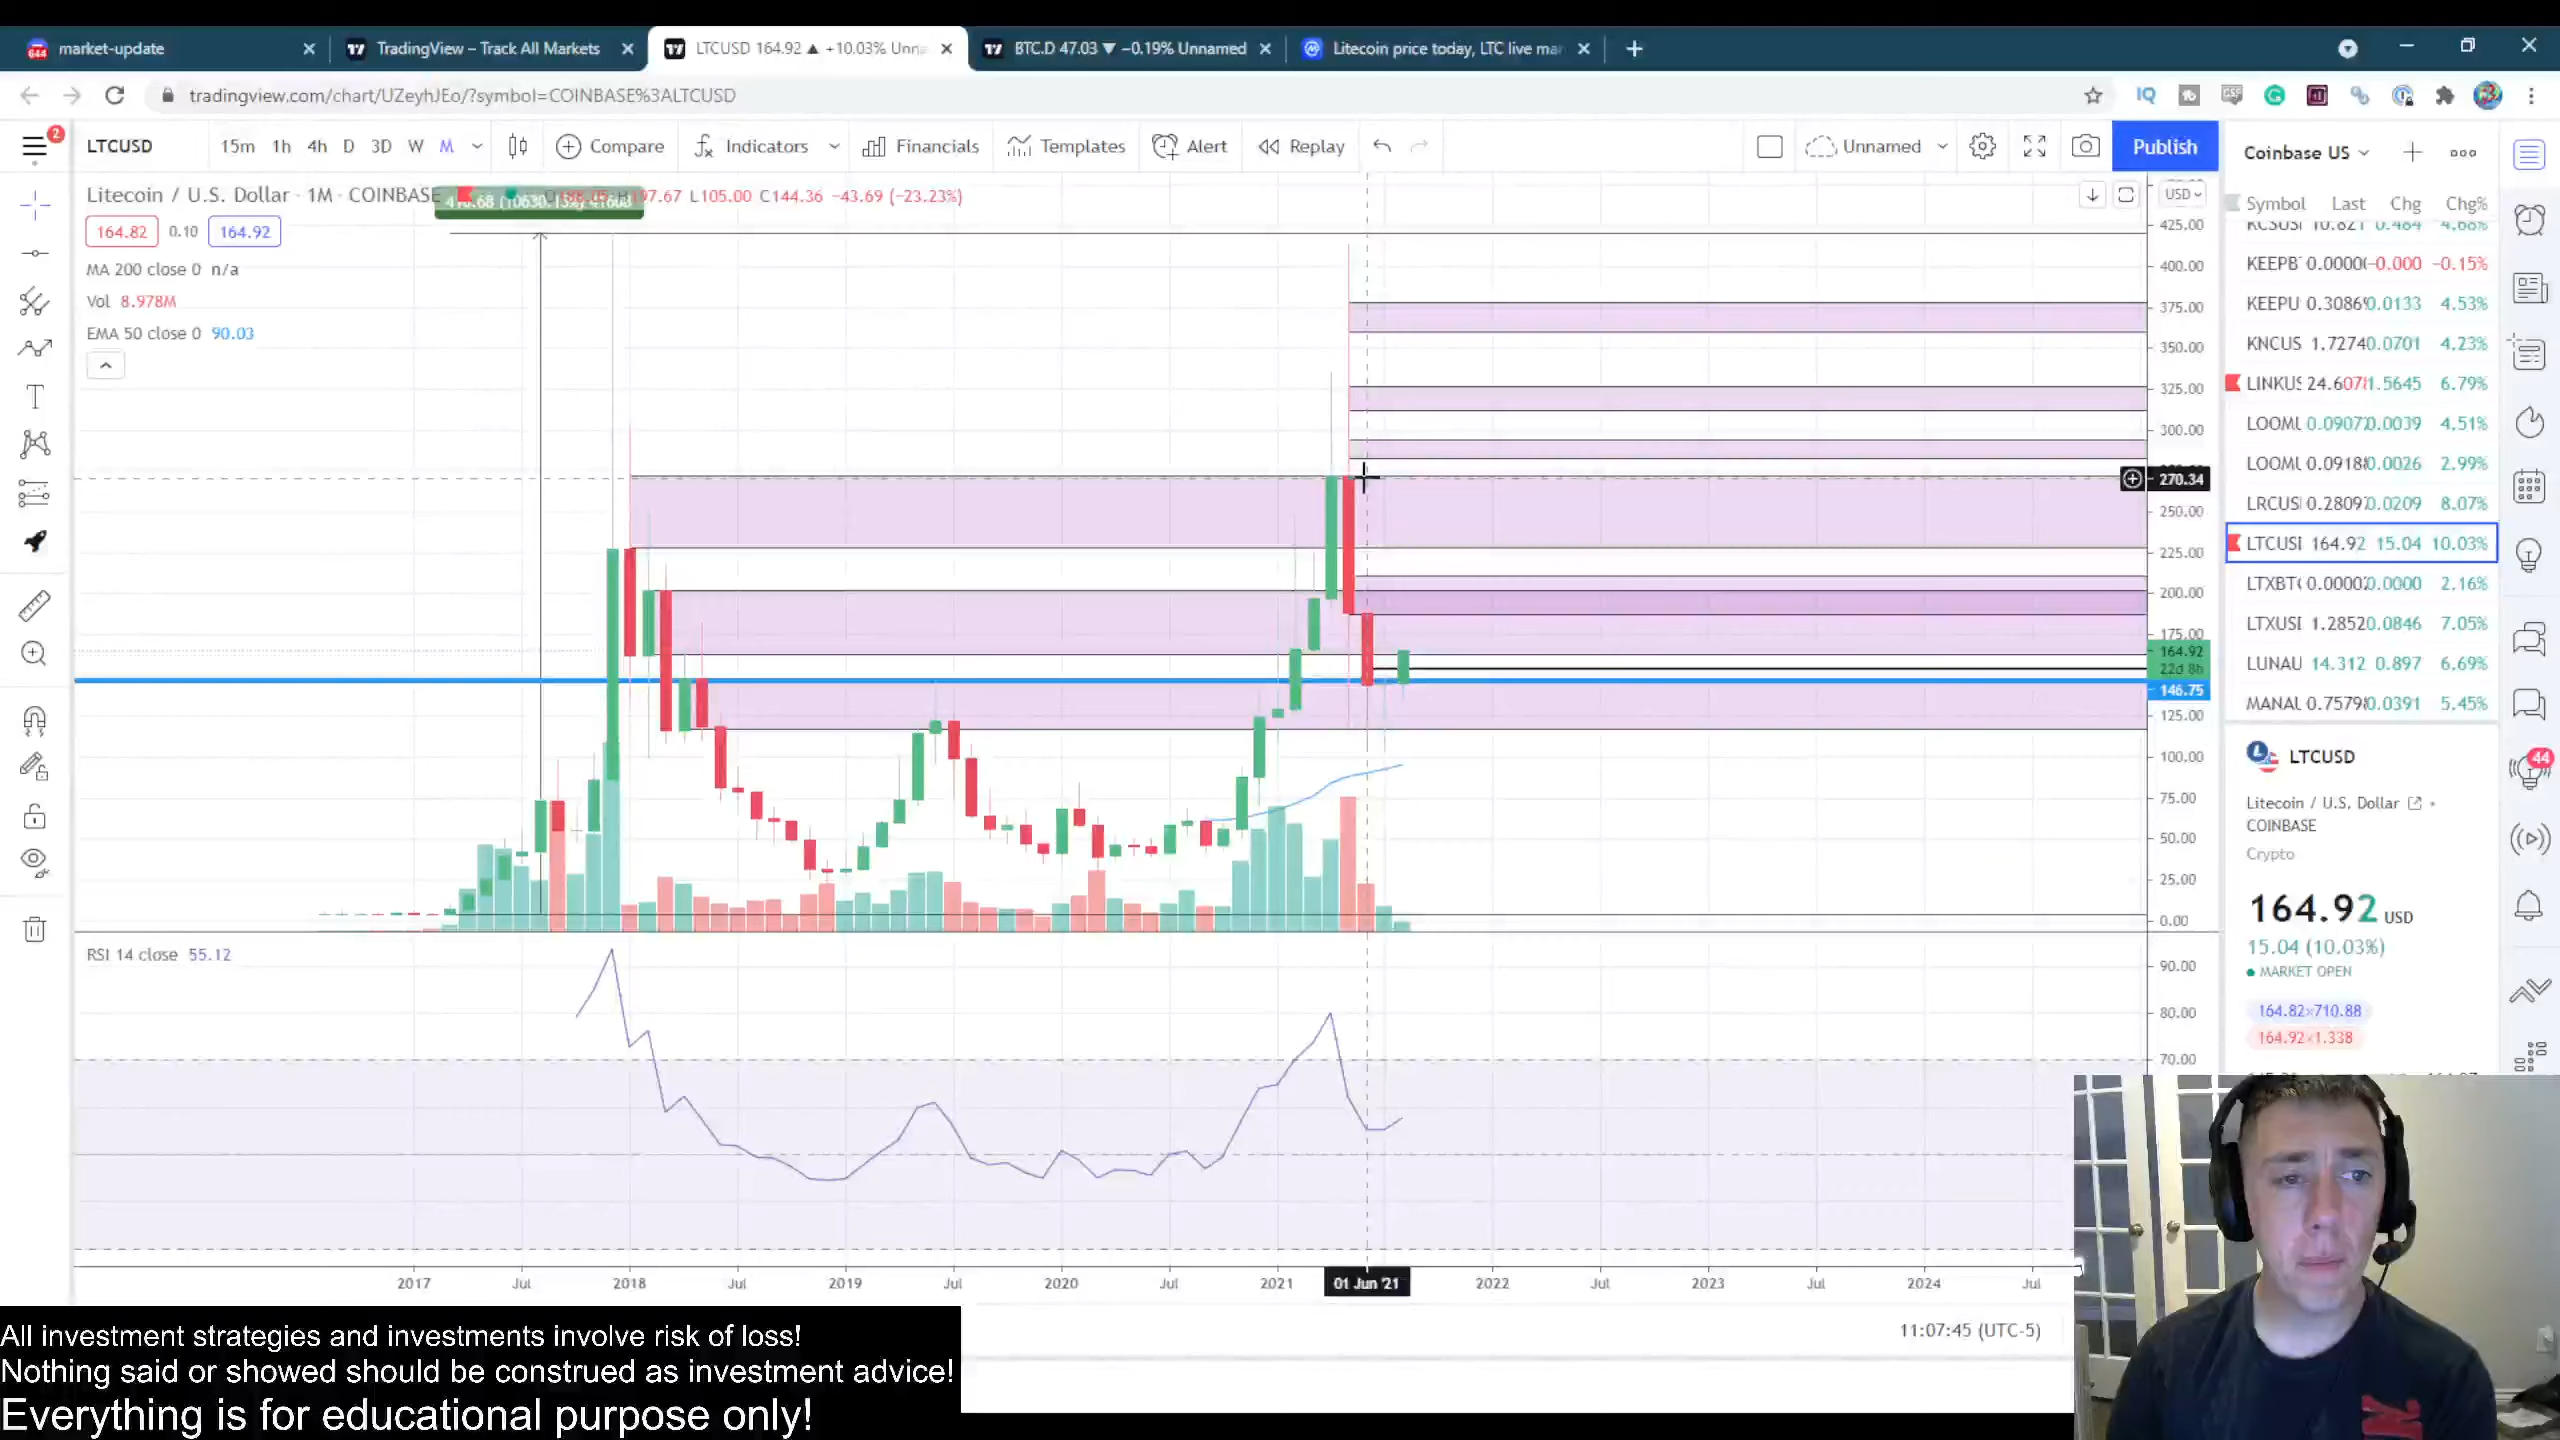 market-update
TradingView – Track All Markets
LTCUSD 164.92 ▲ +10.03% Unna
BTC.D 47.03 ▼ −0.19% Unnamed
Litecoin price today, LTC live mar
tradingview.com/chart/UZeyhJEo/?symbol=COINBASE%3ALTCUSD
2
LTCUSD
15m 1h 4h D 3D W M
Compare
Indicators
Financials
Templates
Alert
Replay
Unnamed
Publish
Coinbase US
Litecoin / U.S. Dollar · 1M · COINBASE
L105.00 C144.36 −43.69 (−23.23%)
164.82 0.10 164.92
MA 200 close 0 n/a
Vol 8.978M
EMA 50 close 0 90.03
USD
425.00
400.00
375.00
350.00
325.00
300.00
270.34
250.00
225.00
200.00
175.00
164.92
22d 8h
146.75
125.00
100.00
75.00
50.00
25.00
0.00
Symbol Last Chg Chg%
KEEPB 0.0000 −0.000 −0.15%
KEEPU 0.3086 0.0133 4.53%
KNCUS 1.7274 0.0701 4.23%
LINKUS 24.607 1.5645 6.79%
LOOML 0.0907 0.0039 4.51%
LOOML 0.0918 0.0026 2.99%
LRCUS 0.2809 0.0209 8.07%
LTCUSI 164.92 15.04 10.03%
LTXBT 0.0000 0.0000 2.16%
LTXUSI 1.2852 0.0846 7.05%
LUNAU 14.312 0.897 6.69%
MANAL 0.7579 0.0391 5.45%
LTCUSD
44
Litecoin / U.S. Dollar
COINBASE
Crypto
164.92 USD
15.04 (10.03%)
MARKET OPEN
164.82×710.88
164.92×1.338
RSI 14 close 55.12
90.00
80.00
70.00
2017 Jul 2018 Jul 2019 Jul 2020 Jul 2021 01 Jun '21 2022 Jul 2023 Jul 2024 Jul
11:07:45 (UTC-5)
All investment strategies and investments involve risk of loss!
Nothing said or showed should be construed as investment advice!
Everything is for educational purpose only!